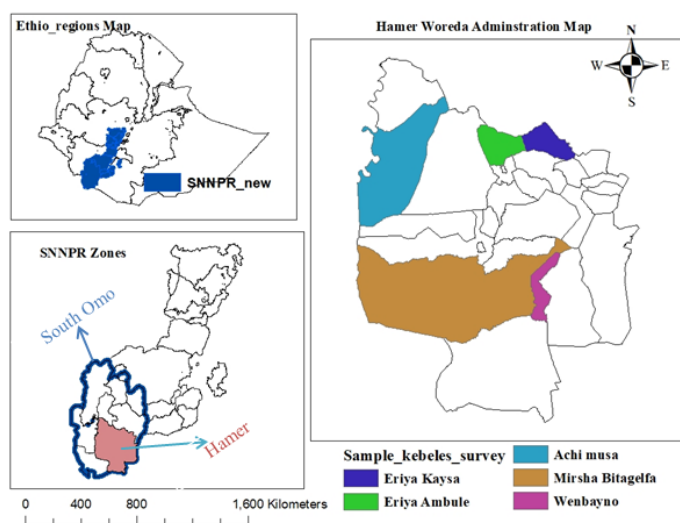 Ethio_regions Map
SNNPR_new
SNNPR Zones
South Omo
Hamer
0 400 800 1,600 Kilometers
Hamer Woreda Adminstration Map
N
W E
S
Sample_kebeles_survey
Eriya Kaysa
Eriya Ambule
Achi musa
Mirsha Bitagelfa
Wenbayno